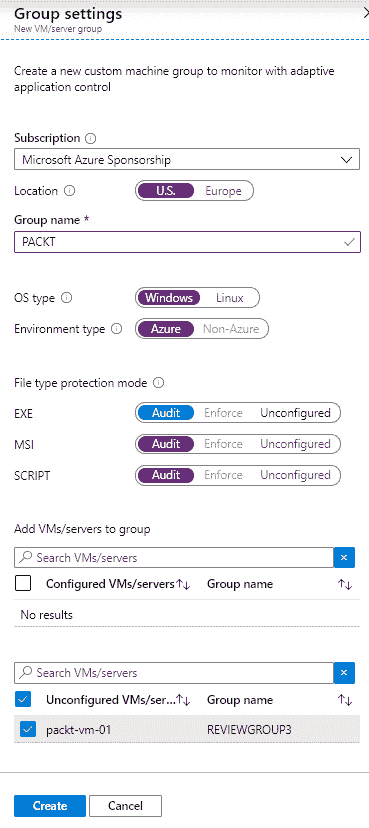 Group settings
New VM/server group
Create a new custom machine group to monitor with adaptive
application control
Subscription
Microsoft Azure Sponsorship
Location U.S. Europe
Group name *
PACKT
OS type Windows Linux
Environment type Azure Non-Azure
File type protection mode
EXE Audit Enforce Unconfigured
MSI Audit Enforce Unconfigured
SCRIPT Audit Enforce Unconfigured
Add VMs/servers to group
Search VMs/servers
Configured VMs/servers Group name
No results
Search VMs/servers
Unconfigured VMs/ser... Group name
packt-vm-01 REVIEWGROUP3
Create Cancel